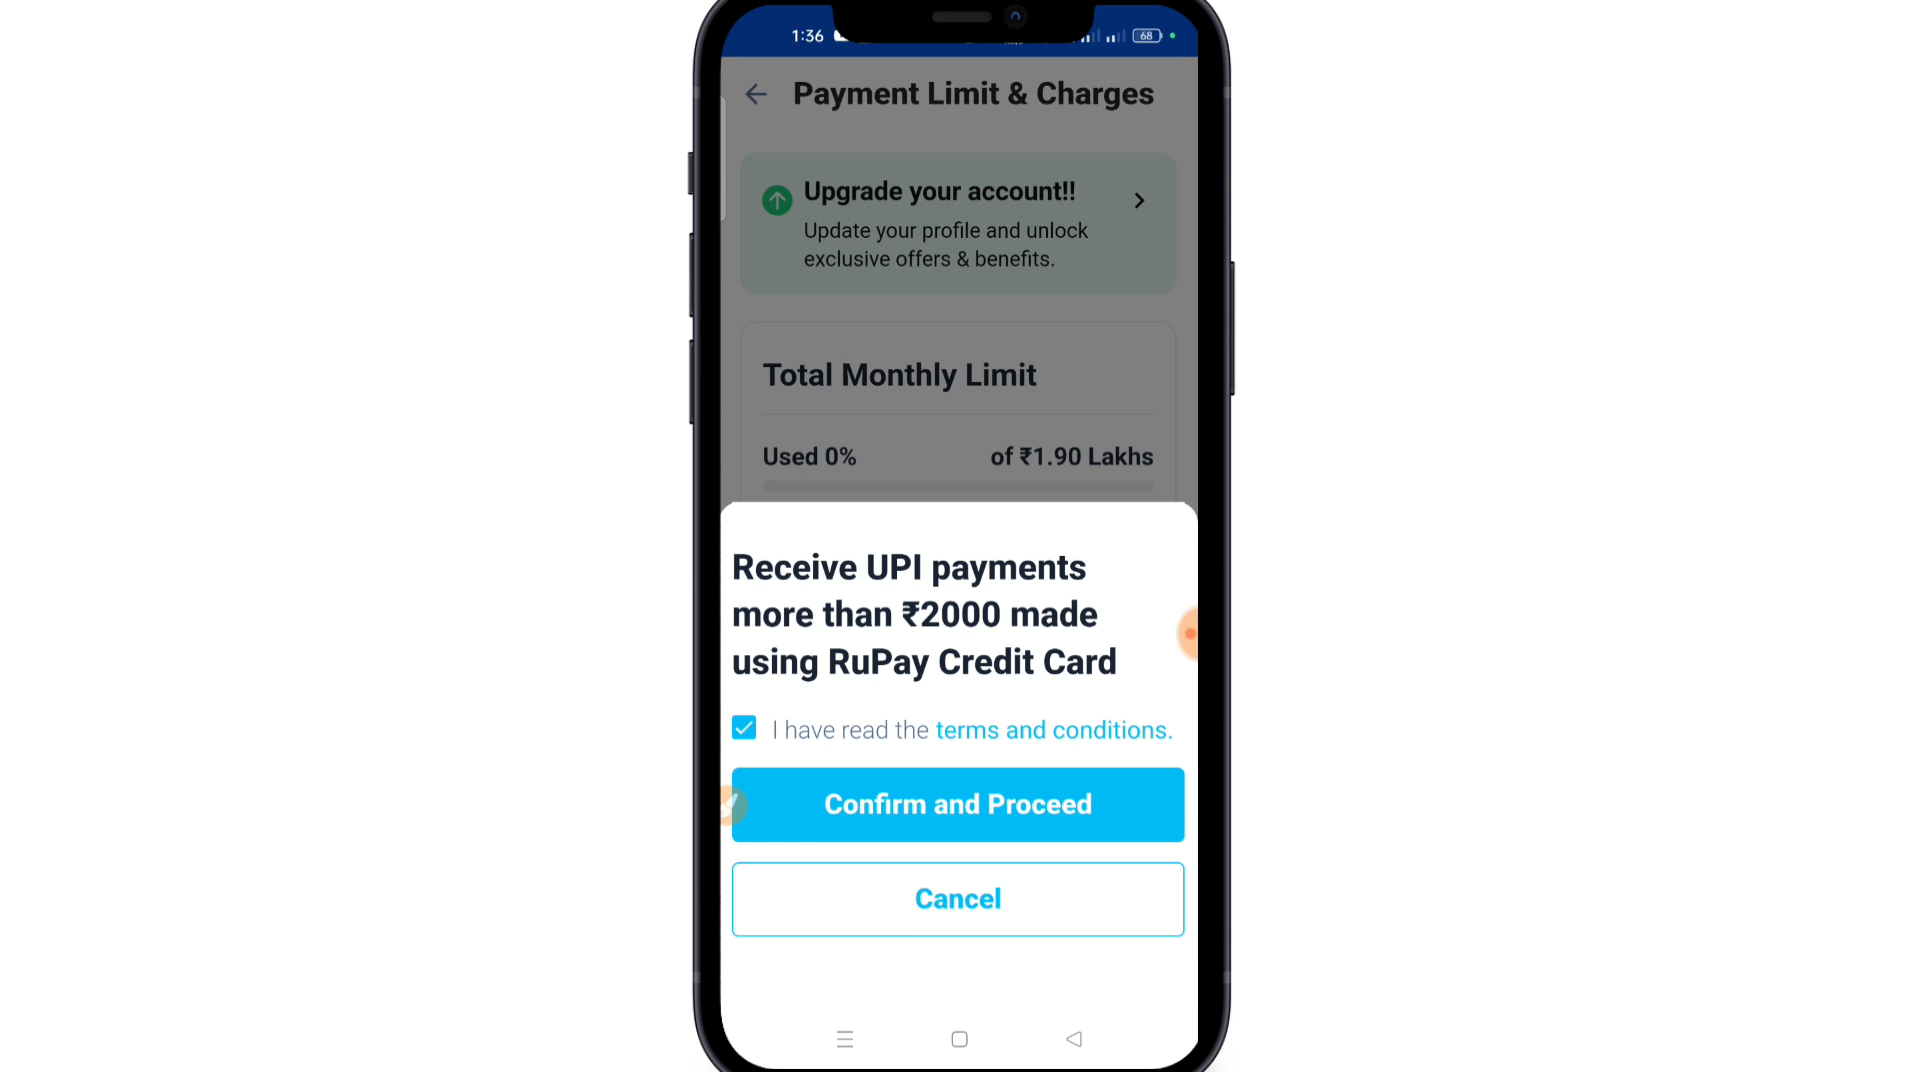 1:36
68
Payment Limit & Charges
Upgrade your account!!
Update your profile and unlock
exclusive offers & benefits.
Total Monthly Limit
Used 0% of ₹1.90 Lakhs
Receive UPI payments
more than ₹2000 made
using RuPay Credit Card
I have read the terms and conditions.
Confirm and Proceed
Cancel